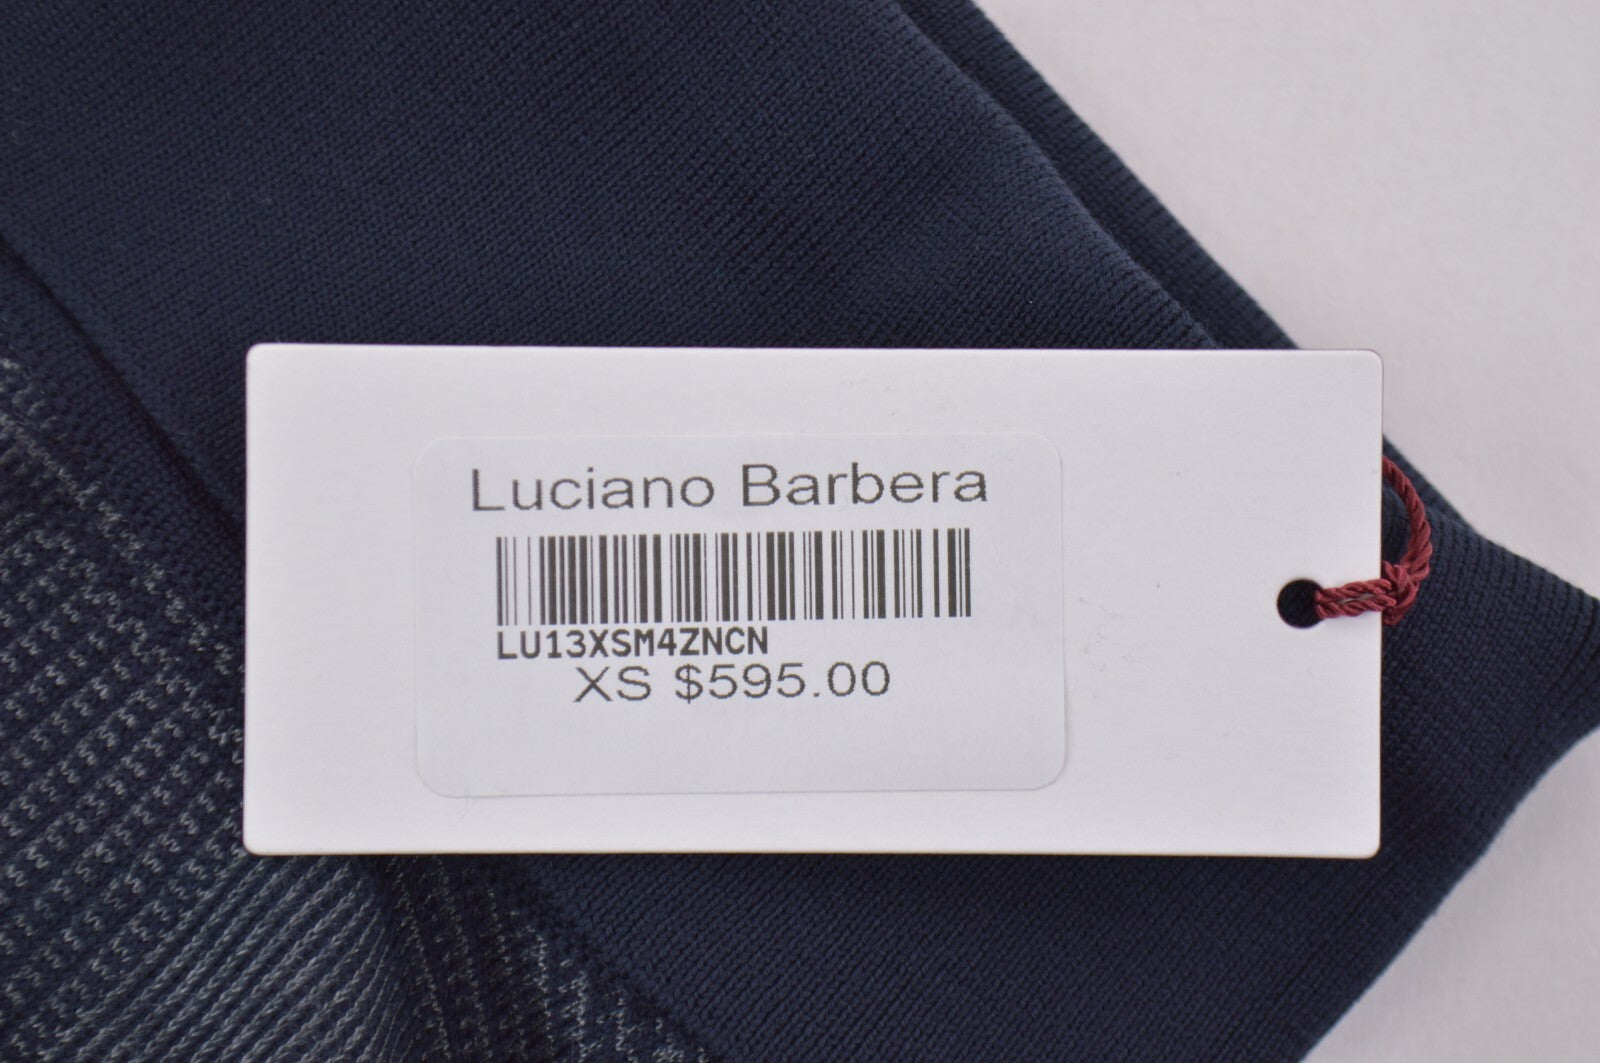 Luciano Barbera
LU13XSM4ZNCN
XS $595.00